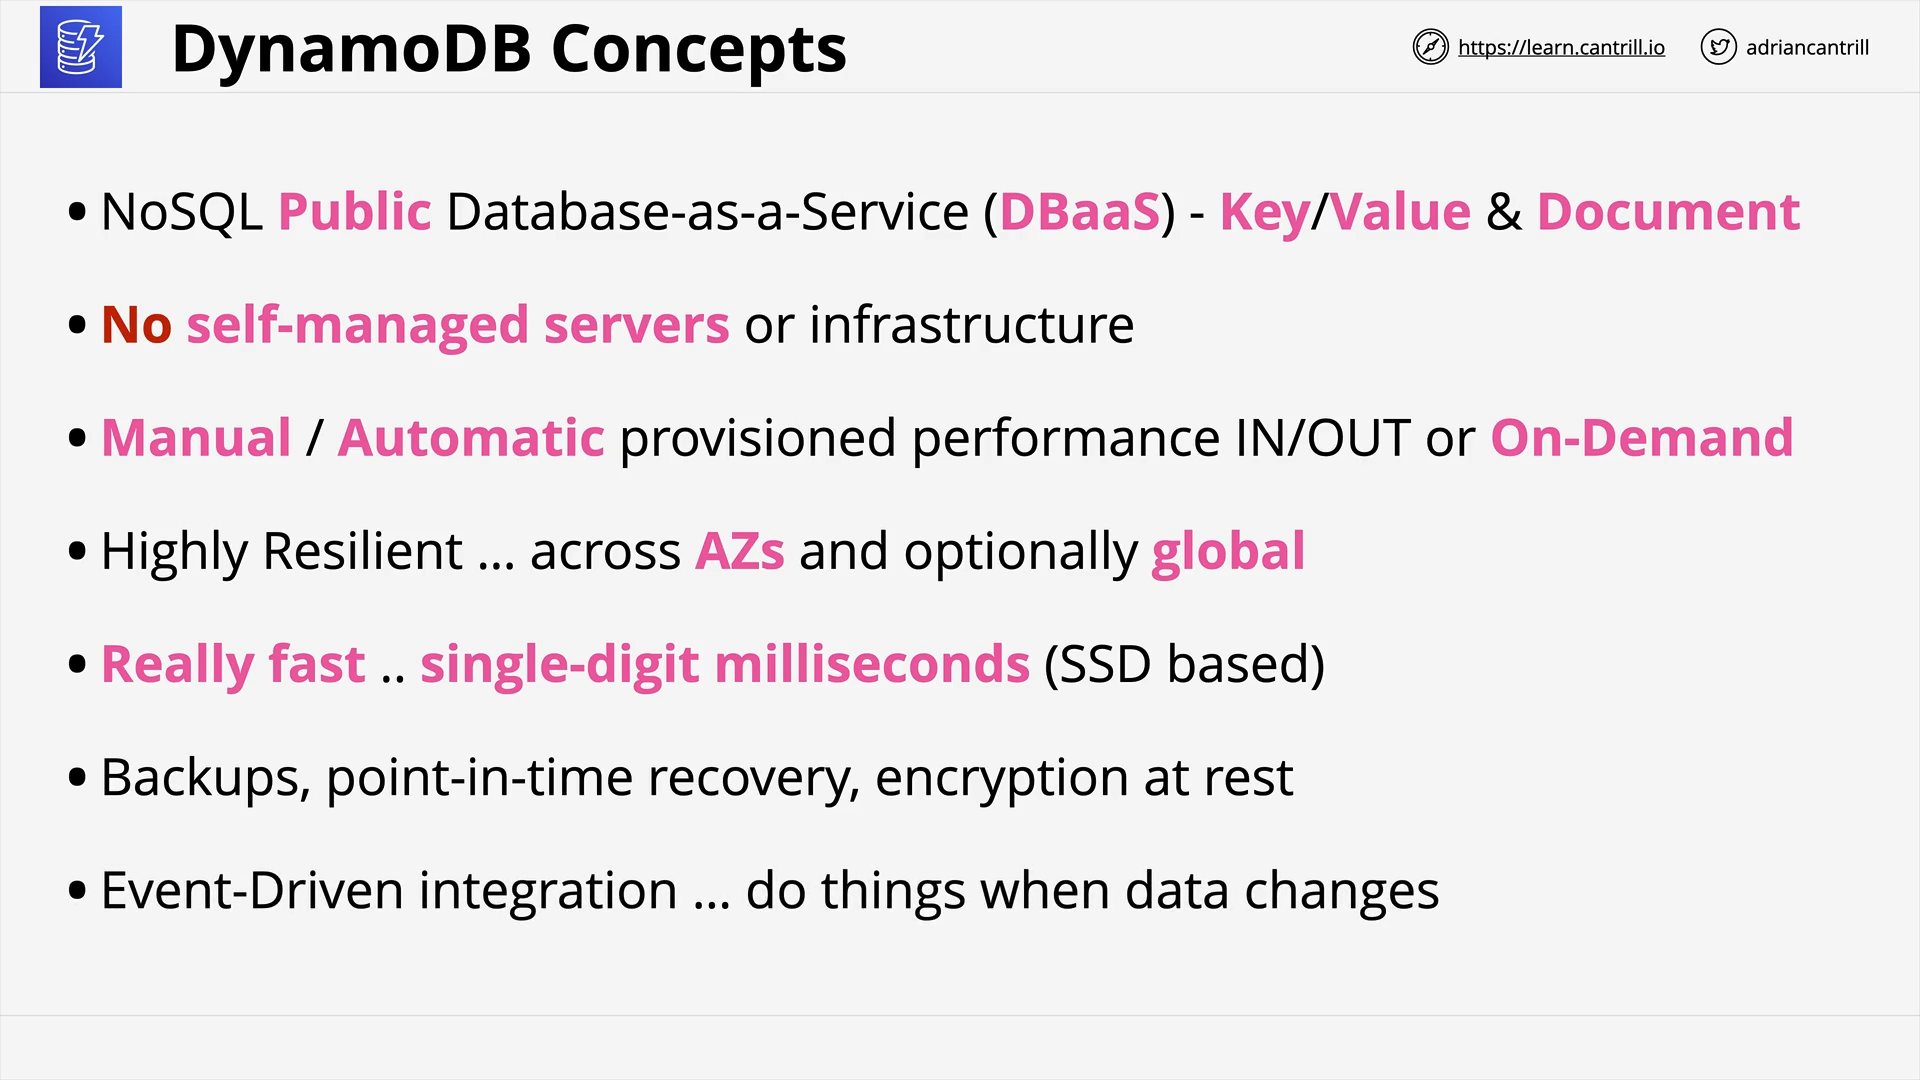 DynamoDB Concepts
https://learn.cantrill.io
adriancantrill
• NoSQL Public Database-as-a-Service (DBaaS) - Key/Value & Document
• No self-managed servers or infrastructure
• Manual / Automatic provisioned performance IN/OUT or On-Demand
• Highly Resilient ... across AZs and optionally global
• Really fast .. single-digit milliseconds (SSD based)
• Backups, point-in-time recovery, encryption at rest
• Event-Driven integration ... do things when data changes